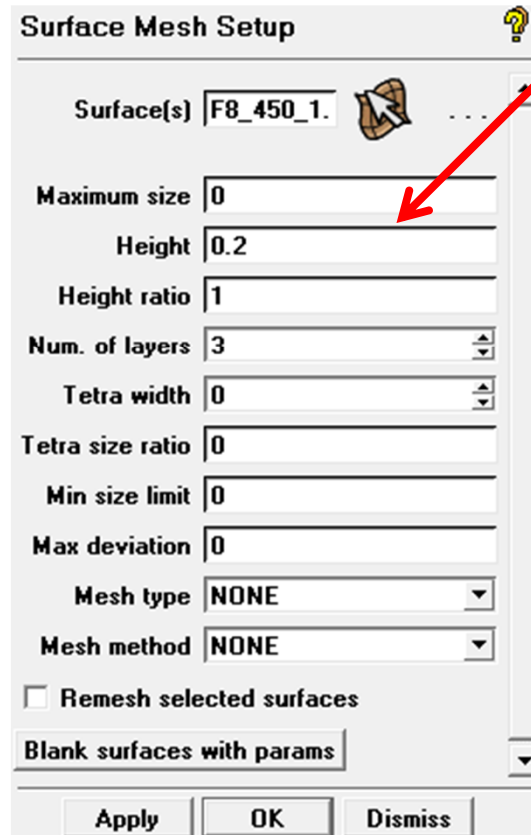 Surface Mesh Setup
Surface(s) F8_450_1. ...
Maximum size 0
Height 0.2
Height ratio 1
Num. of layers 3
Tetra width 0
Tetra size ratio 0
Min size limit 0
Max deviation 0
Mesh type NONE
Mesh method NONE
Remesh selected surfaces
Blank surfaces with params
Apply OK Dismiss